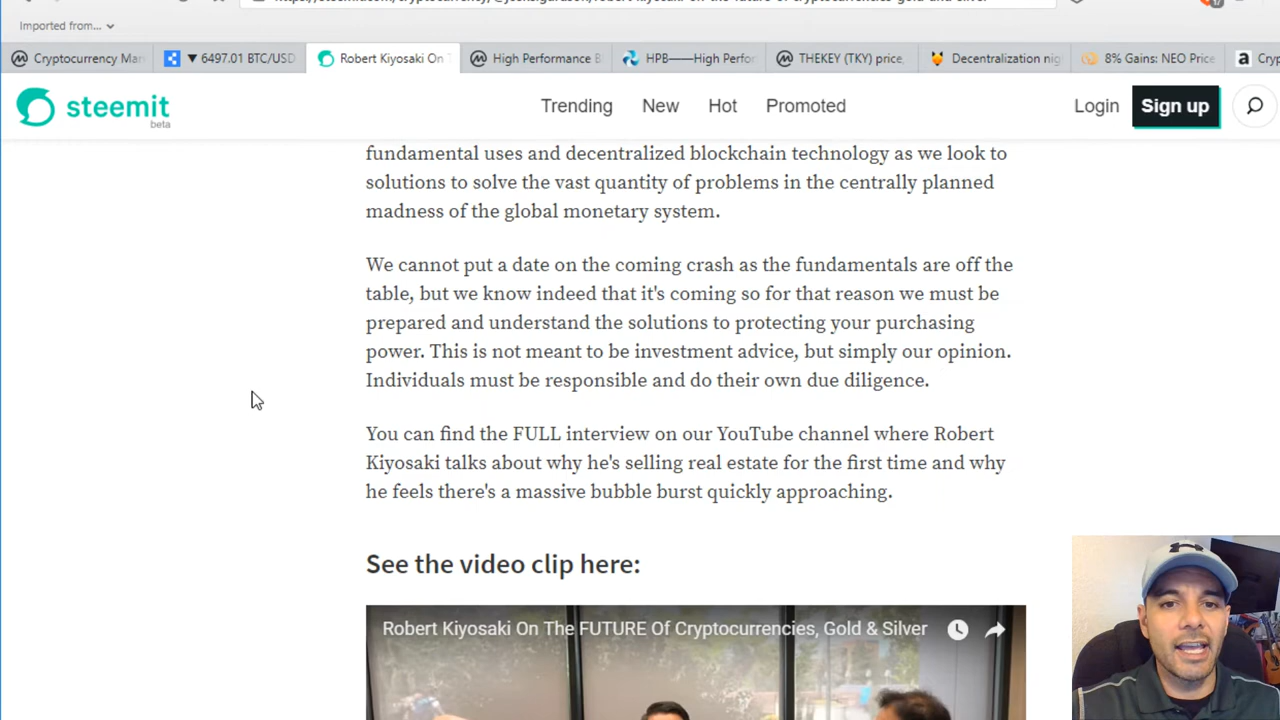 Imported from...
Cryptocurrency Mar
▼ 6497.01 BTC/USD
Robert Kiyosaki On T
High Performance B
HPB——High Perfor
THEKEY (TKY) price,
Decentralization nig
8% Gains: NEO Price
Cryp
steemit
beta
Trending
New
Hot
Promoted
Login
Sign up
fundamental uses and decentralized blockchain technology as we look to
solutions to solve the vast quantity of problems in the centrally planned
madness of the global monetary system.
We cannot put a date on the coming crash as the fundamentals are off the
table, but we know indeed that it's coming so for that reason we must be
prepared and understand the solutions to protecting your purchasing
power. This is not meant to be investment advice, but simply our opinion.
Individuals must be responsible and do their own due diligence.
You can find the FULL interview on our YouTube channel where Robert
Kiyosaki talks about why he's selling real estate for the first time and why
he feels there's a massive bubble burst quickly approaching.
See the video clip here:
Robert Kiyosaki On The FUTURE Of Cryptocurrencies, Gold & Silver